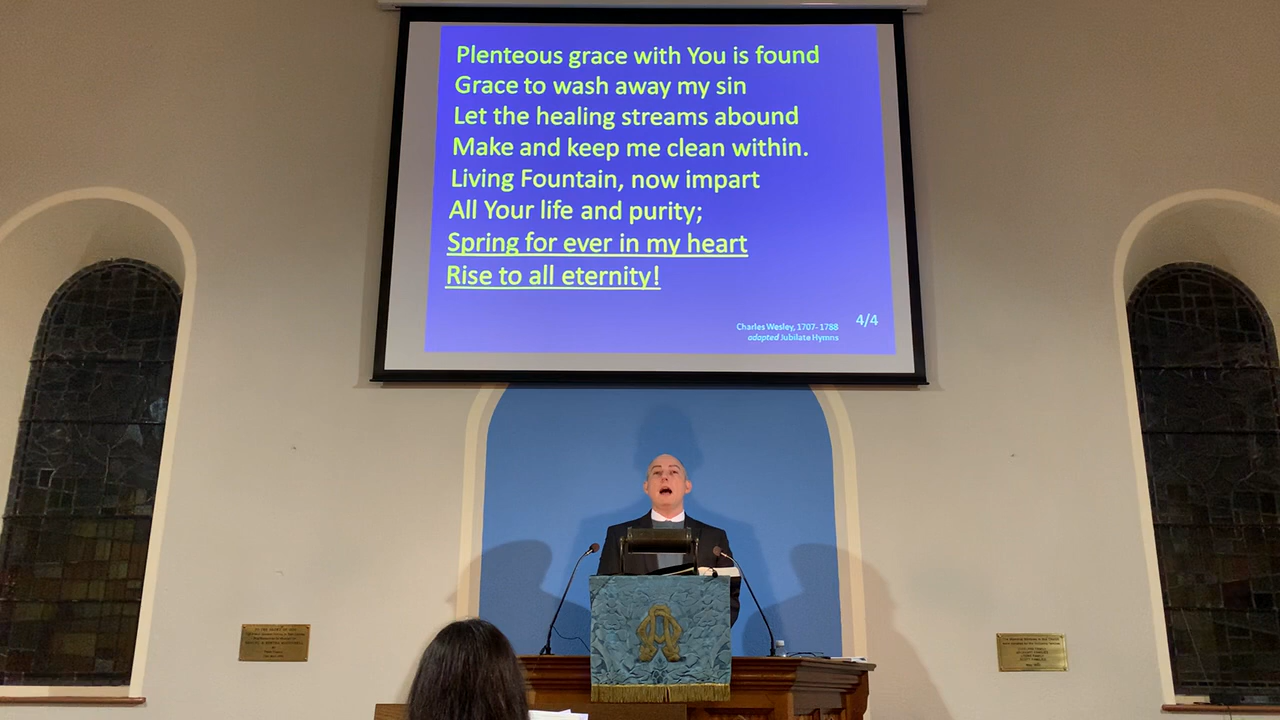 Plenteous grace with You is found
Grace to wash away my sin
Let the healing streams abound
Make and keep me clean within.
Living Fountain, now impart
All Your life and purity;
Spring for ever in my heart
Rise to all eternity!
4/4
Charles Wesley, 1707-1788
adapted Jubilate Hymns